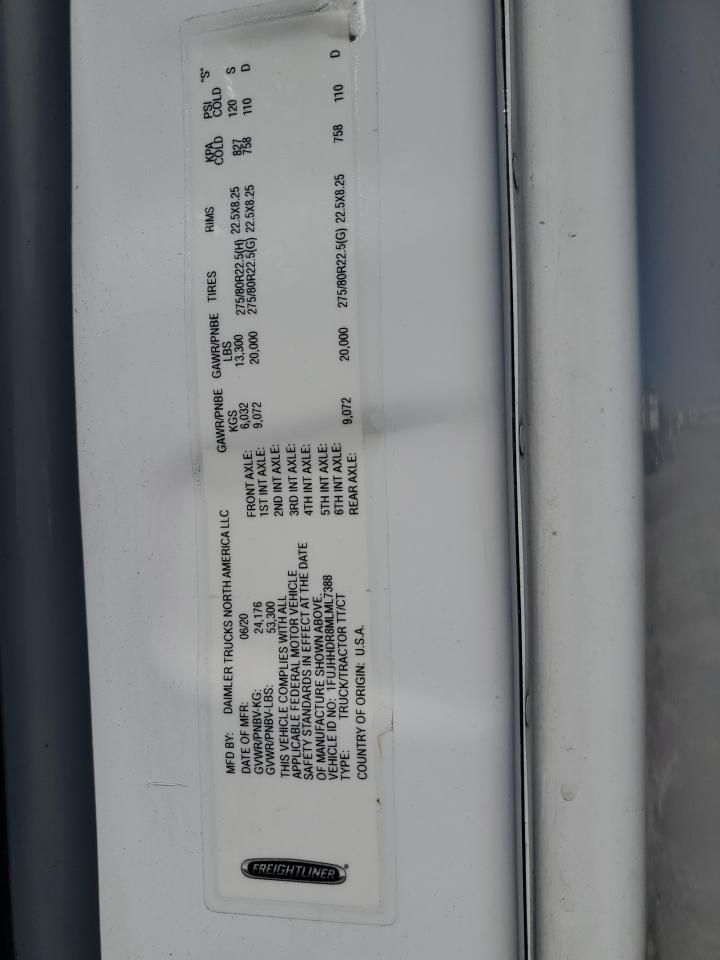 FREIGHTLINER
MFD BY: DAIMLER TRUCKS NORTH AMERICA LLC
DATE OF MFR: 06/20
GVWR/PNBV-KG: 24,176
GVWR/PNBV-LBS: 53,300
THIS VEHICLE COMPLIES WITH ALL
APPLICABLE FEDERAL MOTOR VEHICLE
SAFETY STANDARDS IN EFFECT AT THE DATE
OF MANUFACTURE SHOWN ABOVE.
VEHICLE ID NO: 1FUJHHDR8MLML7388
TYPE: TRUCK/TRACTOR TT/CT
COUNTRY OF ORIGIN: U.S.A.
GAWR/PNBE GAWR/PNBE TIRES RIMS KPA PSI "S"
KGS LBS COLD COLD
FRONT AXLE: 6,032 13,300 275/80R22.5(H) 22.5X8.25 827 120 S
1ST INT AXLE: 9,072 20,000 275/80R22.5(G) 22.5X8.25 758 110 D
2ND INT AXLE:
3RD INT AXLE:
4TH INT AXLE:
5TH INT AXLE:
6TH INT AXLE:
REAR AXLE: 9,072 20,000 275/80R22.5(G) 22.5X8.25 758 110 D